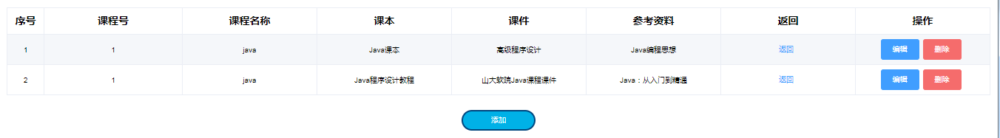 序号 课程号 课程名称 课本 课件 参考资料 返回 操作
1 1 java Java课本 高级程序设计 Java编程思想 返回 编辑 删除
2 1 java Java程序设计教程 山大软院Java课程课件 Java：从入门到精通 返回 编辑 删除
添加